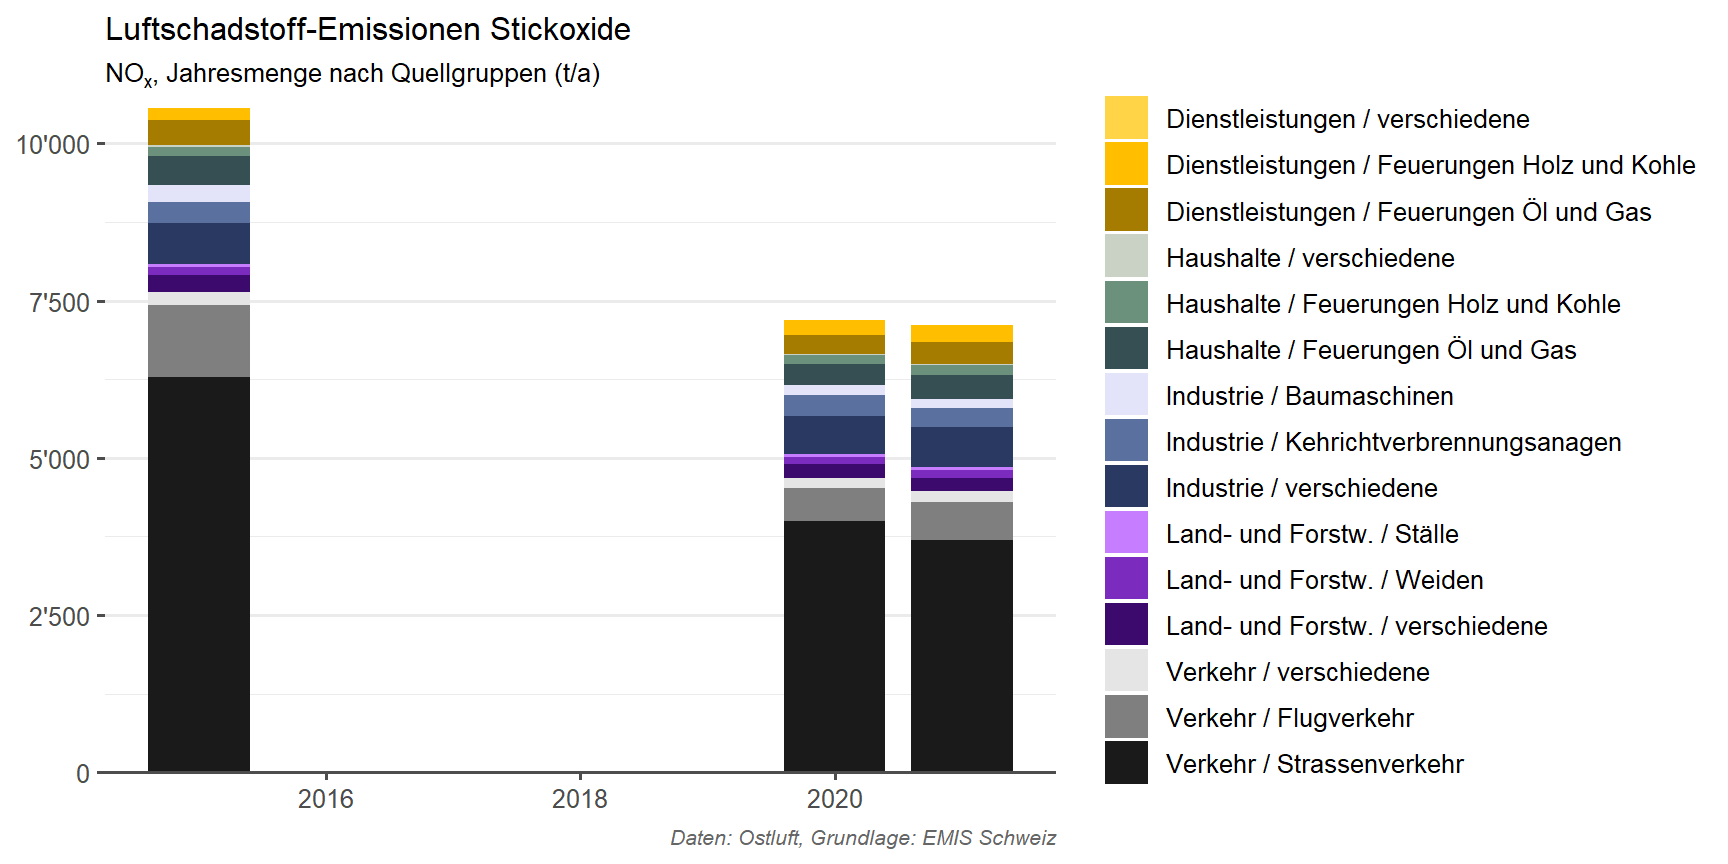 Luftschadstoff-Emissionen Stickoxide
NOx, Jahresmenge nach Quellgruppen (t/a)
10'000
7'500
5'000
2'500
0
2016
2018
2020
Dienstleistungen / verschiedene
Dienstleistungen / Feuerungen Holz und Kohle
Dienstleistungen / Feuerungen Öl und Gas
Haushalte / verschiedene
Haushalte / Feuerungen Holz und Kohle
Haushalte / Feuerungen Öl und Gas
Industrie / Baumaschinen
Industrie / Kehrichtverbrennungsanagen
Industrie / verschiedene
Land- und Forstw. / Ställe
Land- und Forstw. / Weiden
Land- und Forstw. / verschiedene
Verkehr / verschiedene
Verkehr / Flugverkehr
Verkehr / Strassenverkehr
Daten: Ostluft, Grundlage: EMIS Schweiz